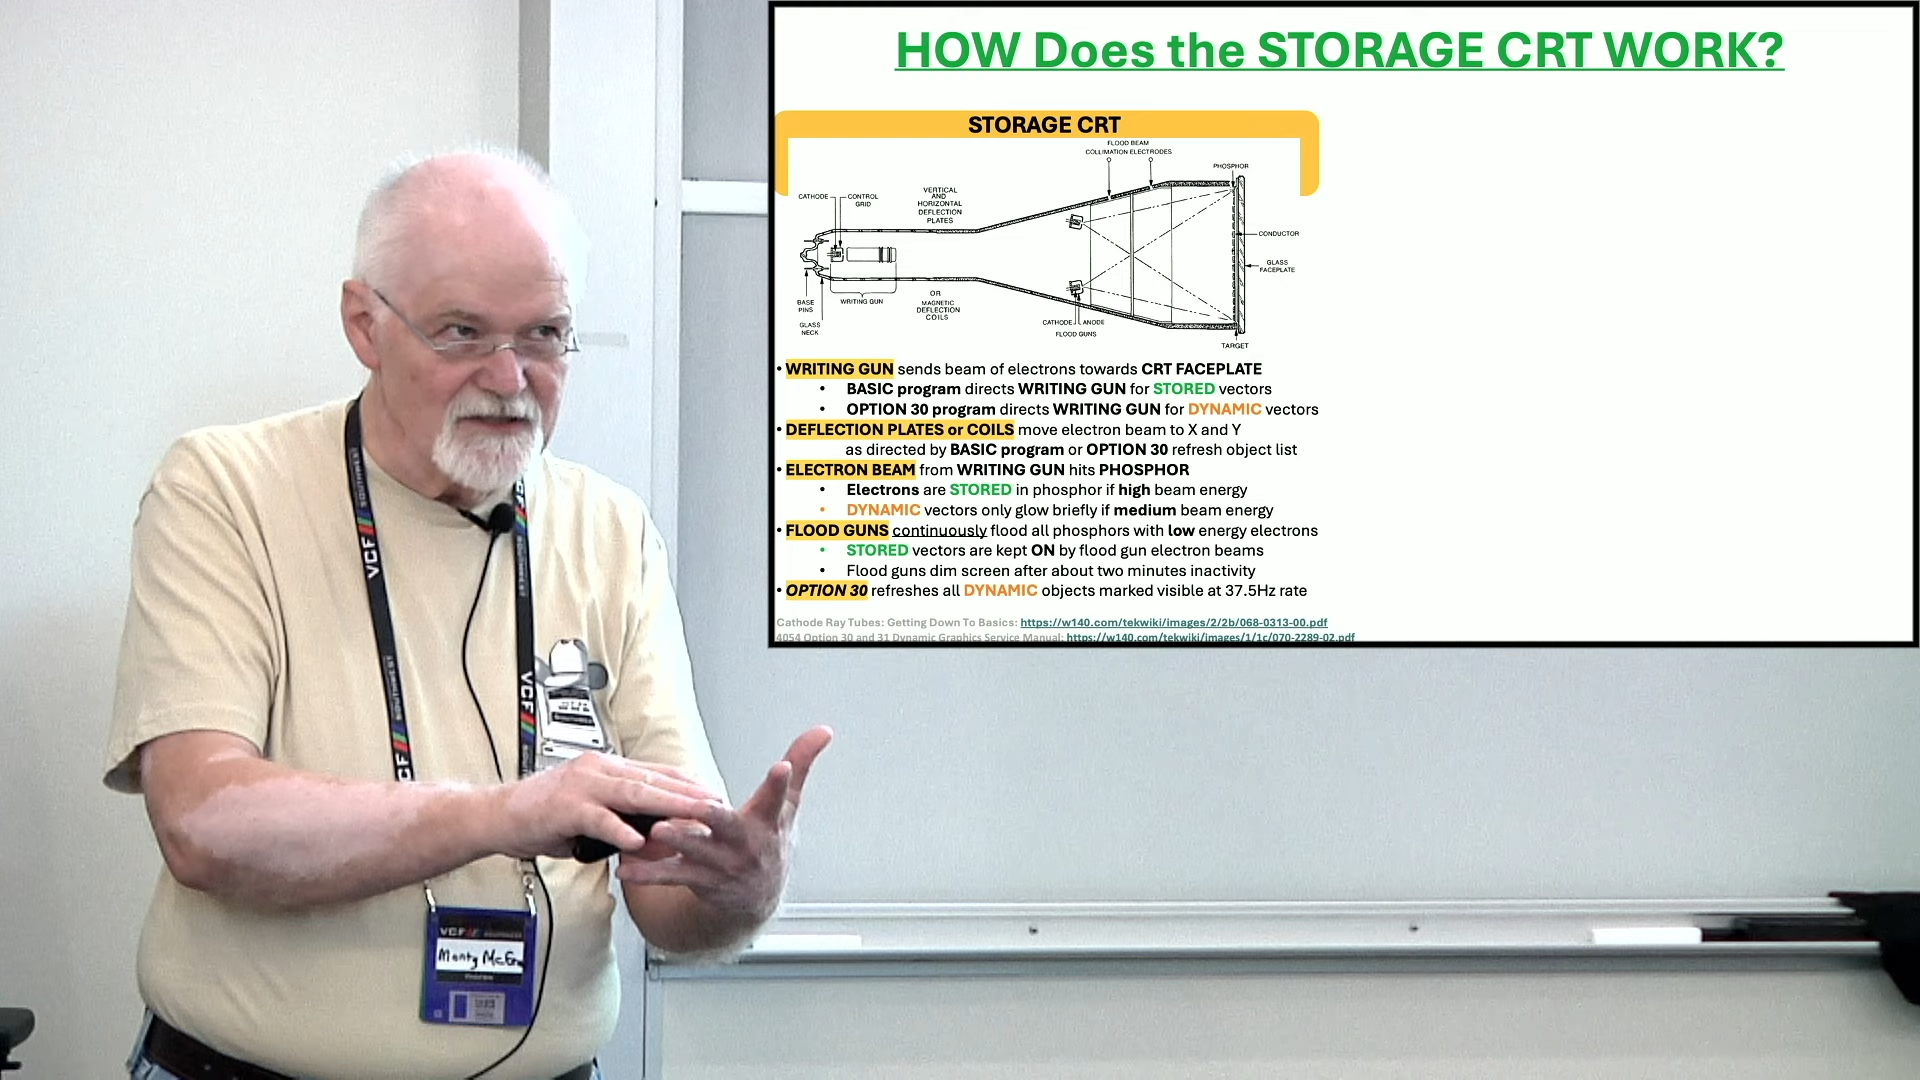 HOW Does the STORAGE CRT WORK?
STORAGE CRT
FLOOD BEAM
COLLIMATION ELECTRODES
PHOSPHOR
CATHODE
CONTROL
GRID
VERTICAL
AND
HORIZONTAL
DEFLECTION
PLATES
CONDUCTOR
GLASS
FACEPLATE
BASE
PINS
WRITING GUN
GLASS
NECK
OR
MAGNETIC
DEFLECTION
COILS
CATHODE
ANODE
FLOOD GUNS
TARGET
• WRITING GUN sends beam of electrons towards CRT FACEPLATE
• BASIC program directs WRITING GUN for STORED vectors
• OPTION 30 program directs WRITING GUN for DYNAMIC vectors
• DEFLECTION PLATES or COILS move electron beam to X and Y
as directed by BASIC program or OPTION 30 refresh object list
• ELECTRON BEAM from WRITING GUN hits PHOSPHOR
• Electrons are STORED in phosphor if high beam energy
• DYNAMIC vectors only glow briefly if medium beam energy
• FLOOD GUNS continuously flood all phosphors with low energy electrons
• STORED vectors are kept ON by flood gun electron beams
• Flood guns dim screen after about two minutes inactivity
• OPTION 30 refreshes all DYNAMIC objects marked visible at 37.5Hz rate
Cathode Ray Tubes: Getting Down To Basics: https://w140.com/tekwiki/images/2/2b/068-0313-00.pdf
4054 Option 30 and 31 Dynamic Graphics Service Manual: https://w140.com/tekwiki/images/1/1c/070-2289-02.pdf
SOUTHWEST
VCF
SOUTHWEST
VCF
SOUTHWEST
VCF
VCF
Monty McG